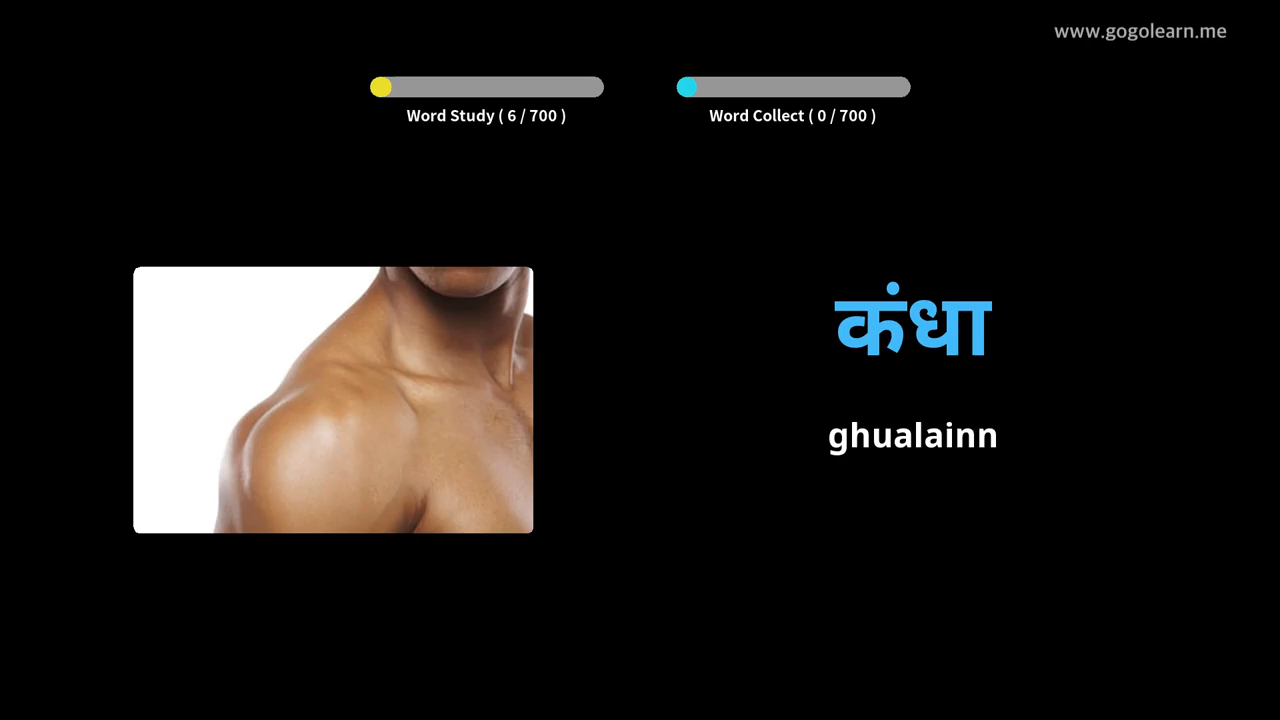 www.gogolearn.me
Word Study ( 6 / 700 )
Word Collect ( 0 / 700 )
कंधा
ghualainn